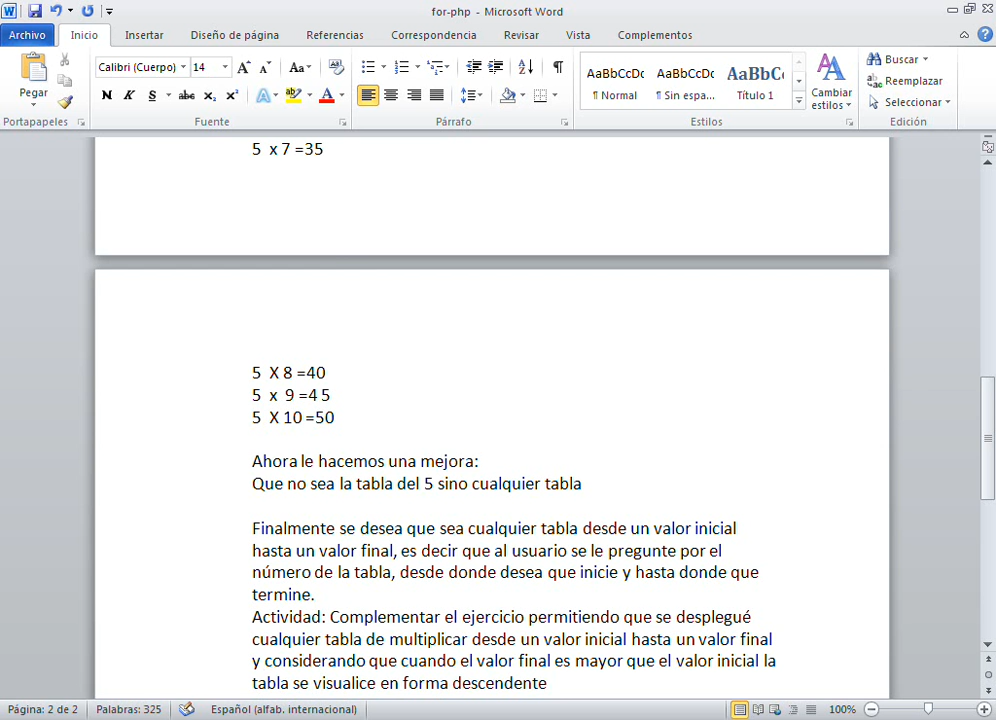 for-php - Microsoft Word
Archivo Inicio Insertar Diseño de página Referencias Correspondencia Revisar Vista Complementos
Pegar
Calibri (Cuerpo) 14
AaBbCcDc AaBbCcDc AaBbC
¶ Normal ¶ Sin espa... Título 1
Cambiar estilos
Buscar
Reemplazar
Seleccionar
Portapapeles Fuente Párrafo Estilos Edición
5 x 7 =35
5 X 8 =40
5 x 9 =4 5
5 X 10 =50
Ahora le hacemos una mejora:
Que no sea la tabla del 5 sino cualquier tabla
Finalmente se desea que sea cualquier tabla desde un valor inicial
hasta un valor final, es decir que al usuario se le pregunte por el
número de la tabla, desde donde desea que inicie y hasta donde que
termine.
Actividad: Complementar el ejercicio permitiendo que se desplegué
cualquier tabla de multiplicar desde un valor inicial hasta un valor final
y considerando que cuando el valor final es mayor que el valor inicial la
tabla se visualice en forma descendente
Página: 2 de 2 Palabras: 325 Español (alfab. internacional) 100%